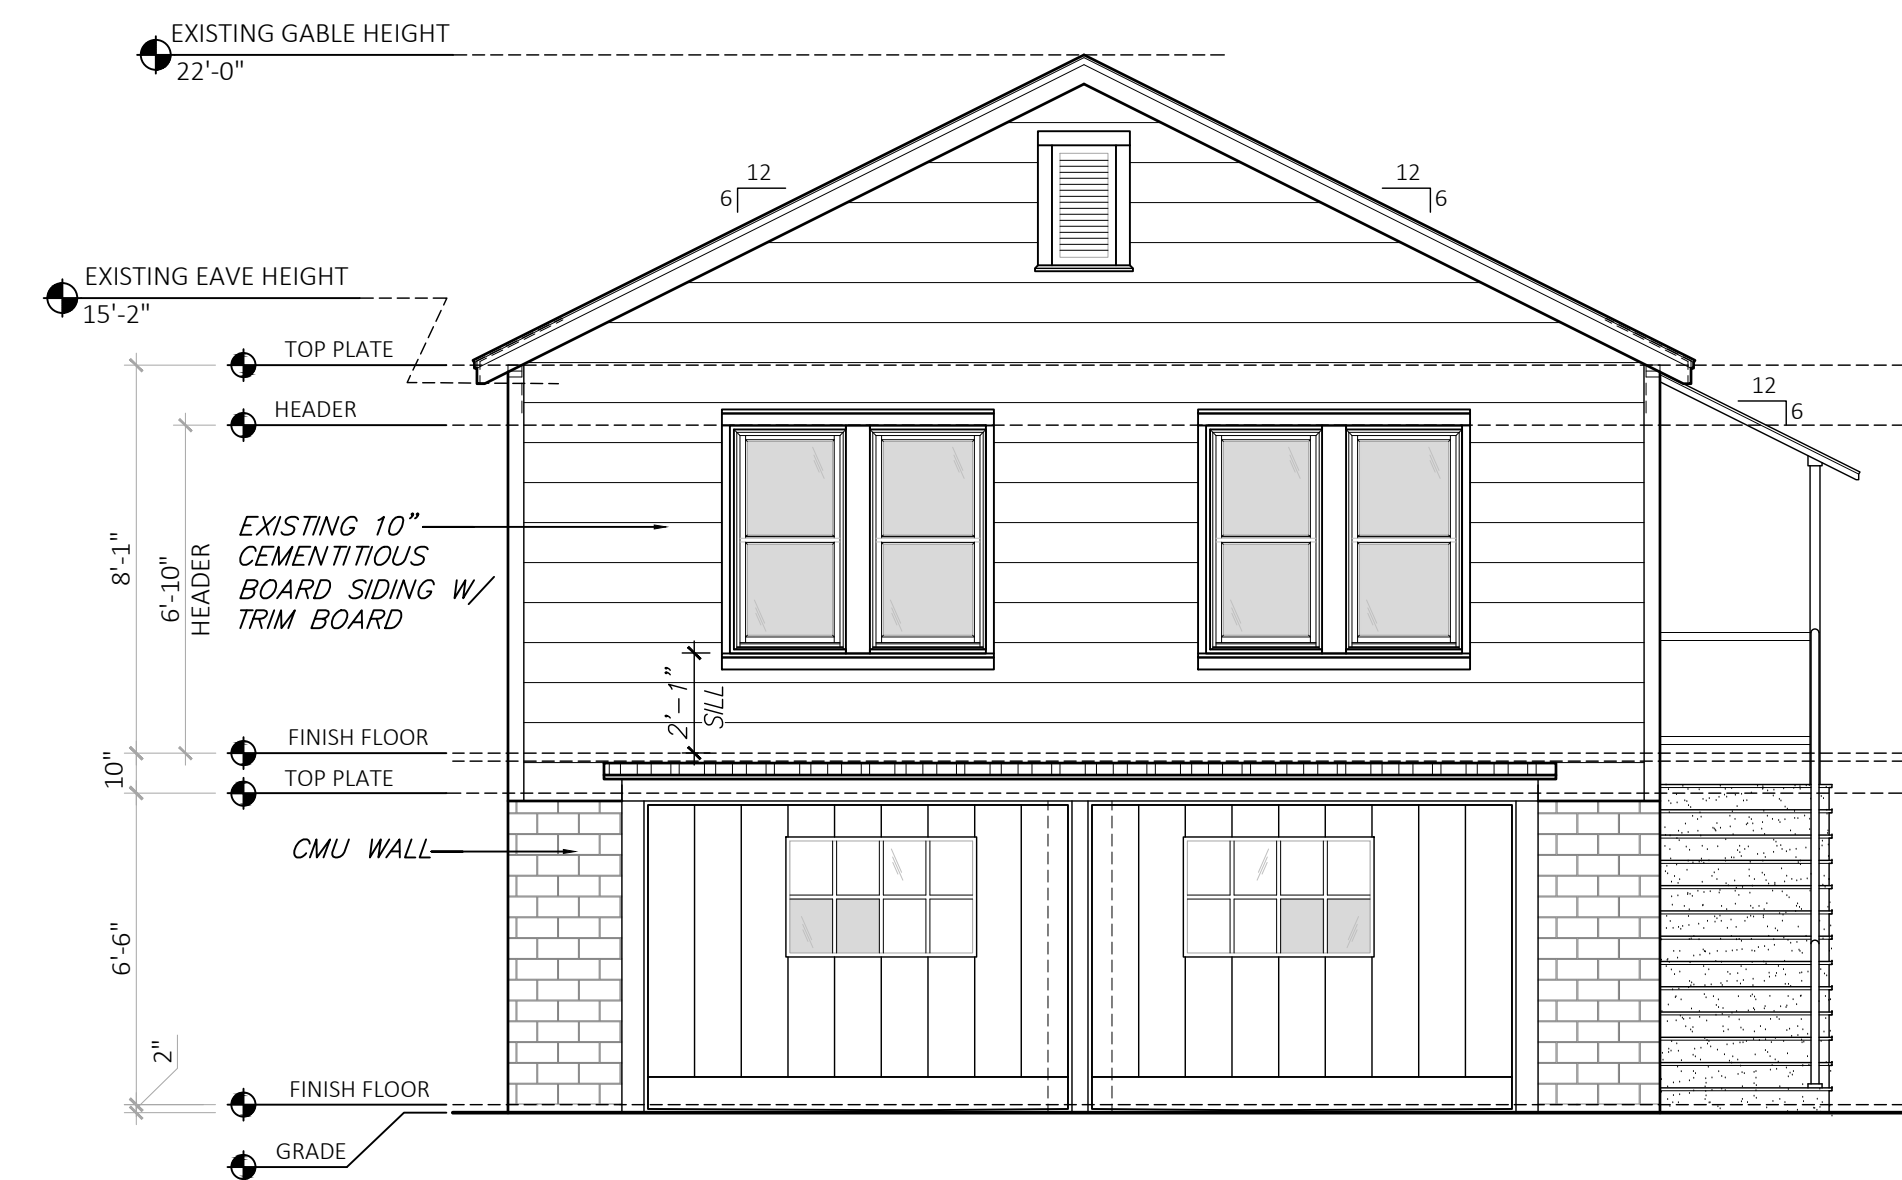 EXISTING GABLE HEIGHT
22'-0"
12
6
12
6
EXISTING EAVE HEIGHT
15'-2"
TOP PLATE
12
6
HEADER
8'-1"
6'-10"
HEADER
EXISTING 10"
CEMENTITIOUS
BOARD SIDING W/
TRIM BOARD
2'-1"
SILL
FINISH FLOOR
10"
TOP PLATE
CMU WALL
6'-6"
2"
FINISH FLOOR
GRADE